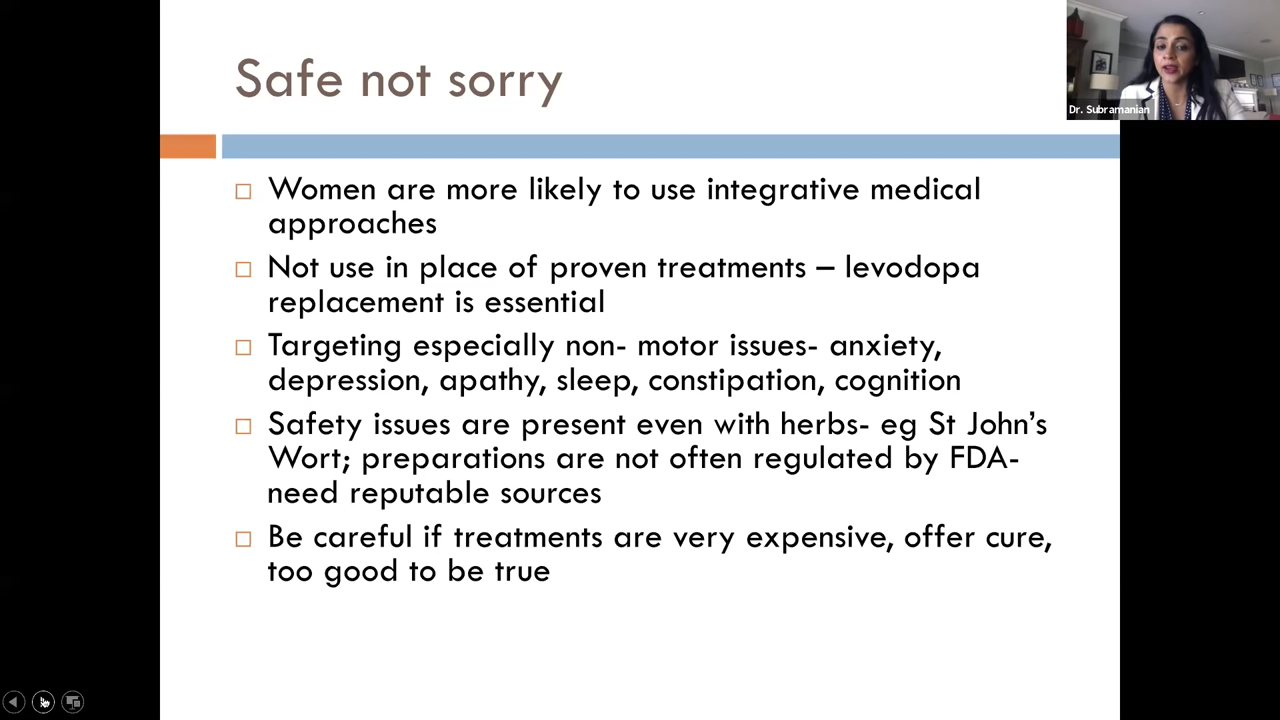 Safe not sorry
Dr. Subramanian
Women are more likely to use integrative medical
approaches
Not use in place of proven treatments – levodopa
replacement is essential
Targeting especially non- motor issues- anxiety,
depression, apathy, sleep, constipation, cognition
Safety issues are present even with herbs- eg St John’s
Wort; preparations are not often regulated by FDA-
need reputable sources
Be careful if treatments are very expensive, offer cure,
too good to be true